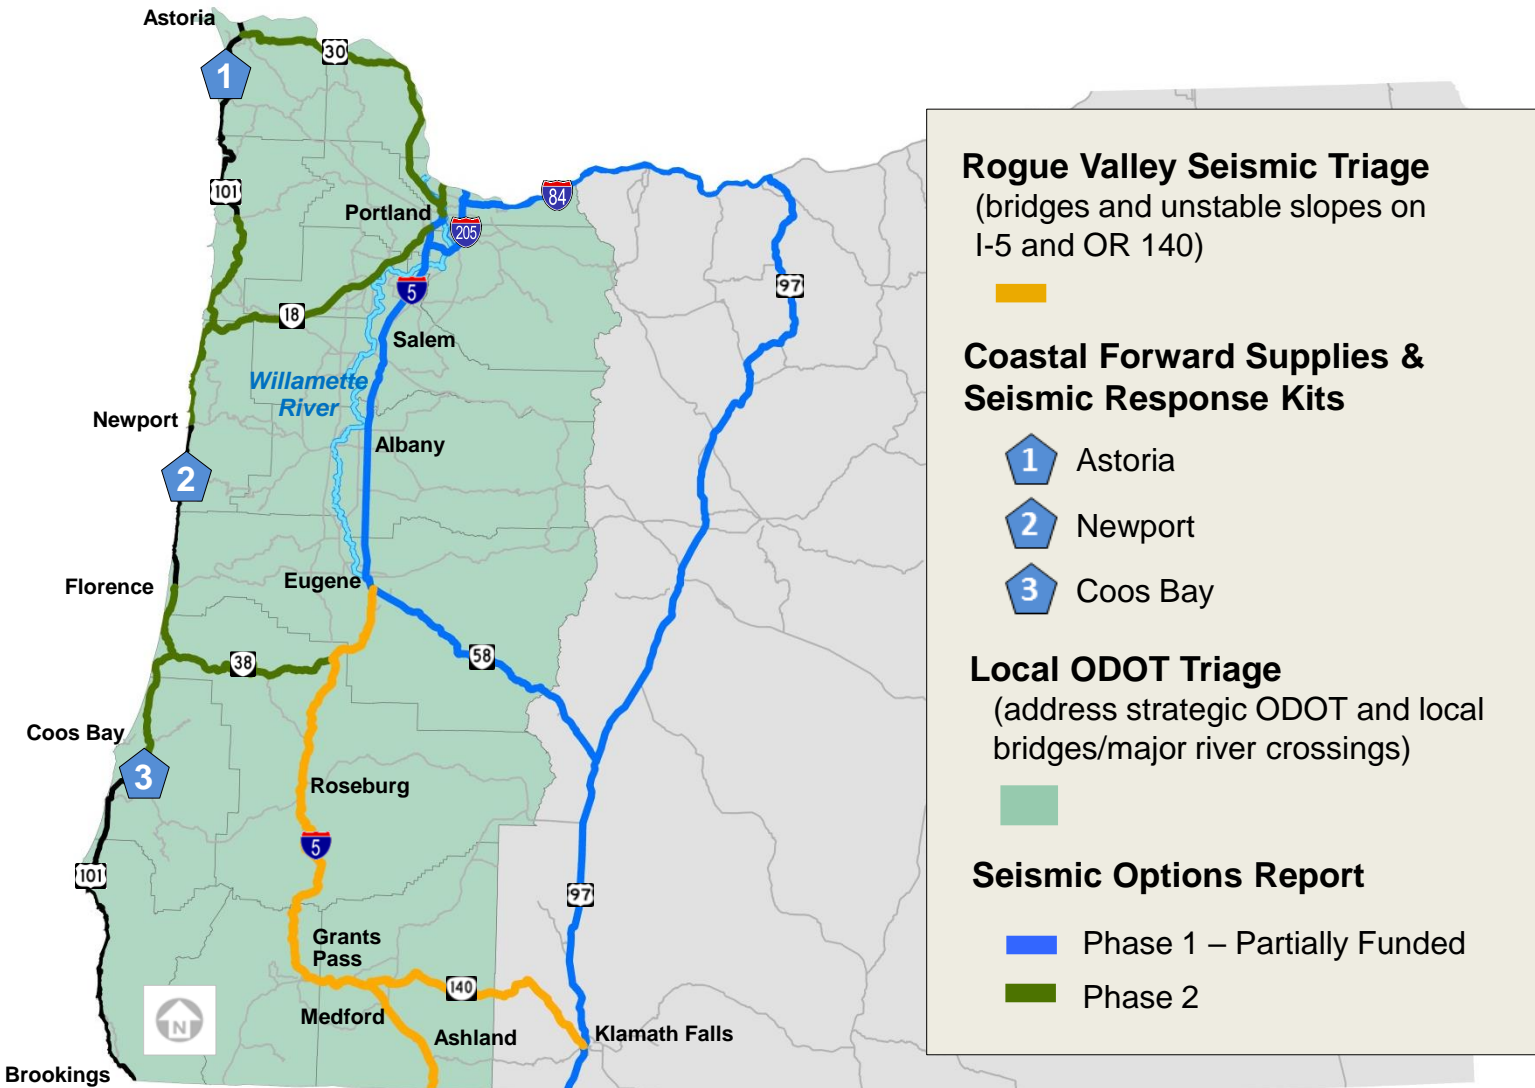 Astoria
30
1
101
84
Portland
205
97
5
18
Salem
Willamette
River
Newport
Albany
2
Eugene
Florence
58
38
Coos Bay
3
Roseburg
5
101
97
Grants
Pass
140
N
Medford
Ashland
Klamath Falls
Brookings
Rogue Valley Seismic Triage
(bridges and unstable slopes on
I-5 and OR 140)
Coastal Forward Supplies &
Seismic Response Kits
1 Astoria
2 Newport
3 Coos Bay
Local ODOT Triage
(address strategic ODOT and local
bridges/major river crossings)
Seismic Options Report
Phase 1 – Partially Funded
Phase 2